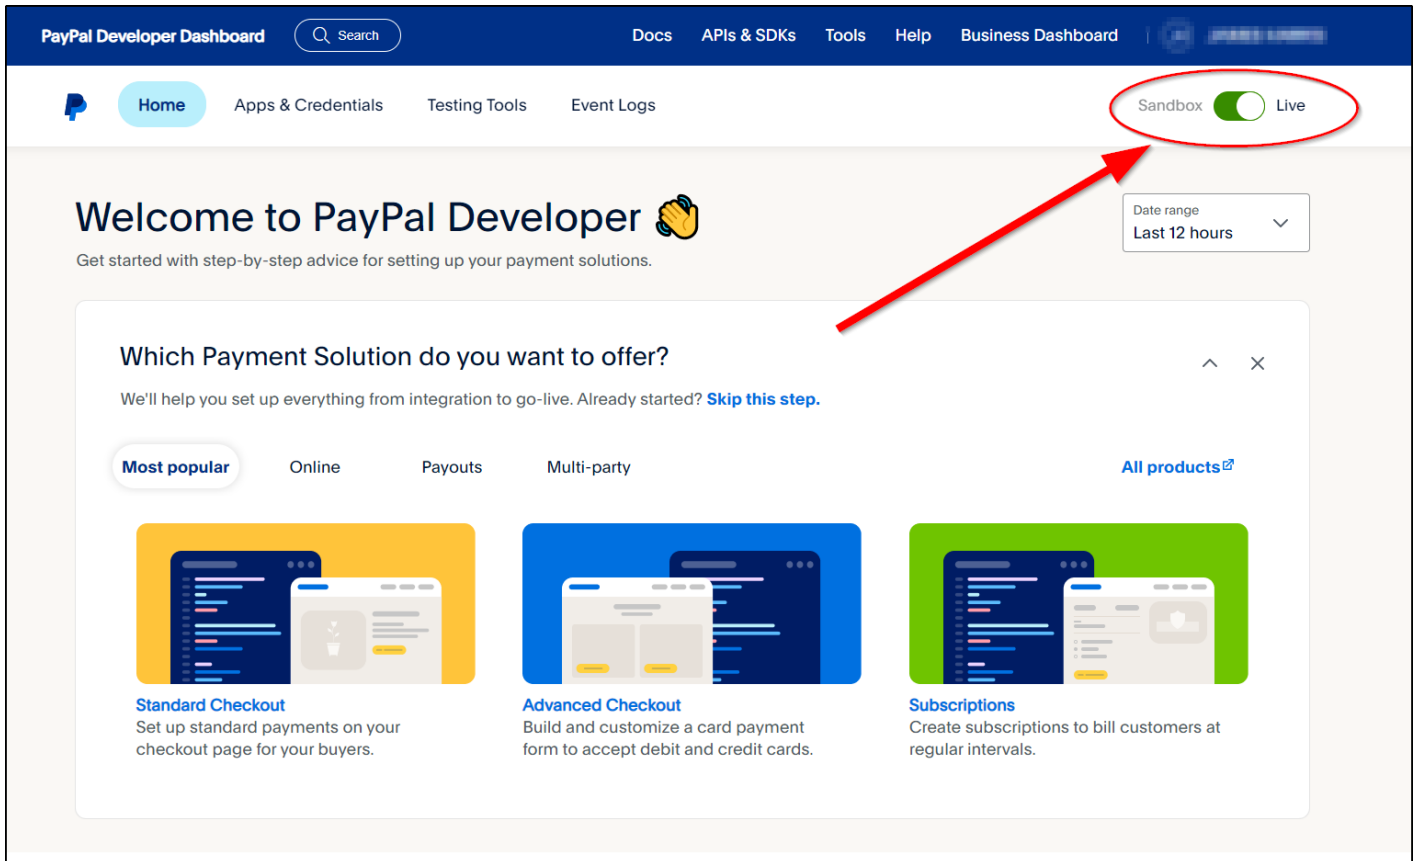 PayPal Developer Dashboard Search Docs APIs & SDKs Tools Help Business Dashboard
Home Apps & Credentials Testing Tools Event Logs Sandbox Live
Welcome to PayPal Developer 👋
Get started with step-by-step advice for setting up your payment solutions.
Date range
Last 12 hours
Which Payment Solution do you want to offer?
We'll help you set up everything from integration to go-live. Already started? Skip this step.
Most popular Online Payouts Multi-party All products
Standard Checkout
Set up standard payments on your
checkout page for your buyers.
Advanced Checkout
Build and customize a card payment
form to accept debit and credit cards.
Subscriptions
Create subscriptions to bill customers at
regular intervals.